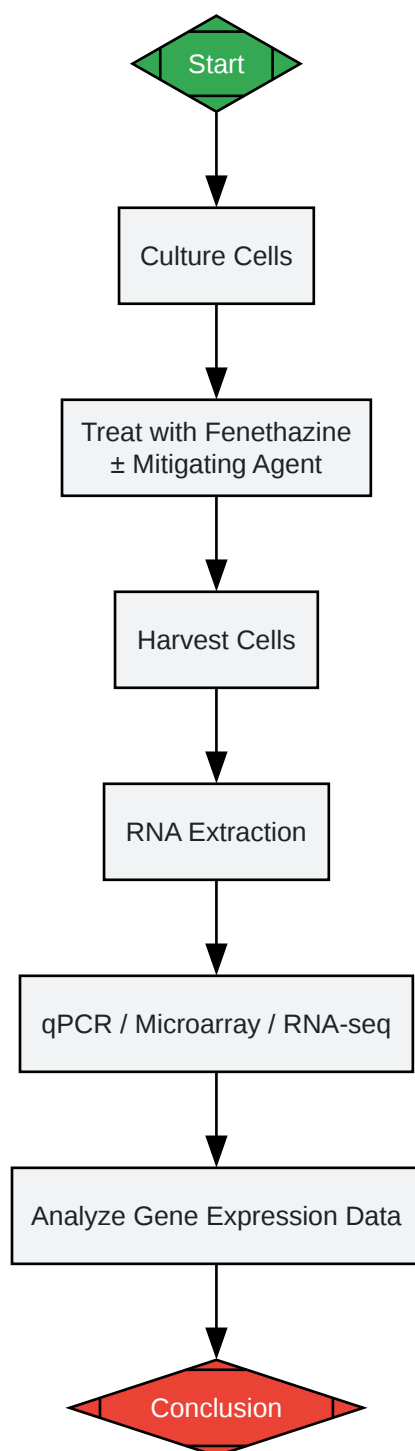 Start
Culture Cells
Treat with Fenethazine
± Mitigating Agent
Harvest Cells
RNA Extraction
qPCR / Microarray / RNA-seq
Analyze Gene Expression Data
Conclusion